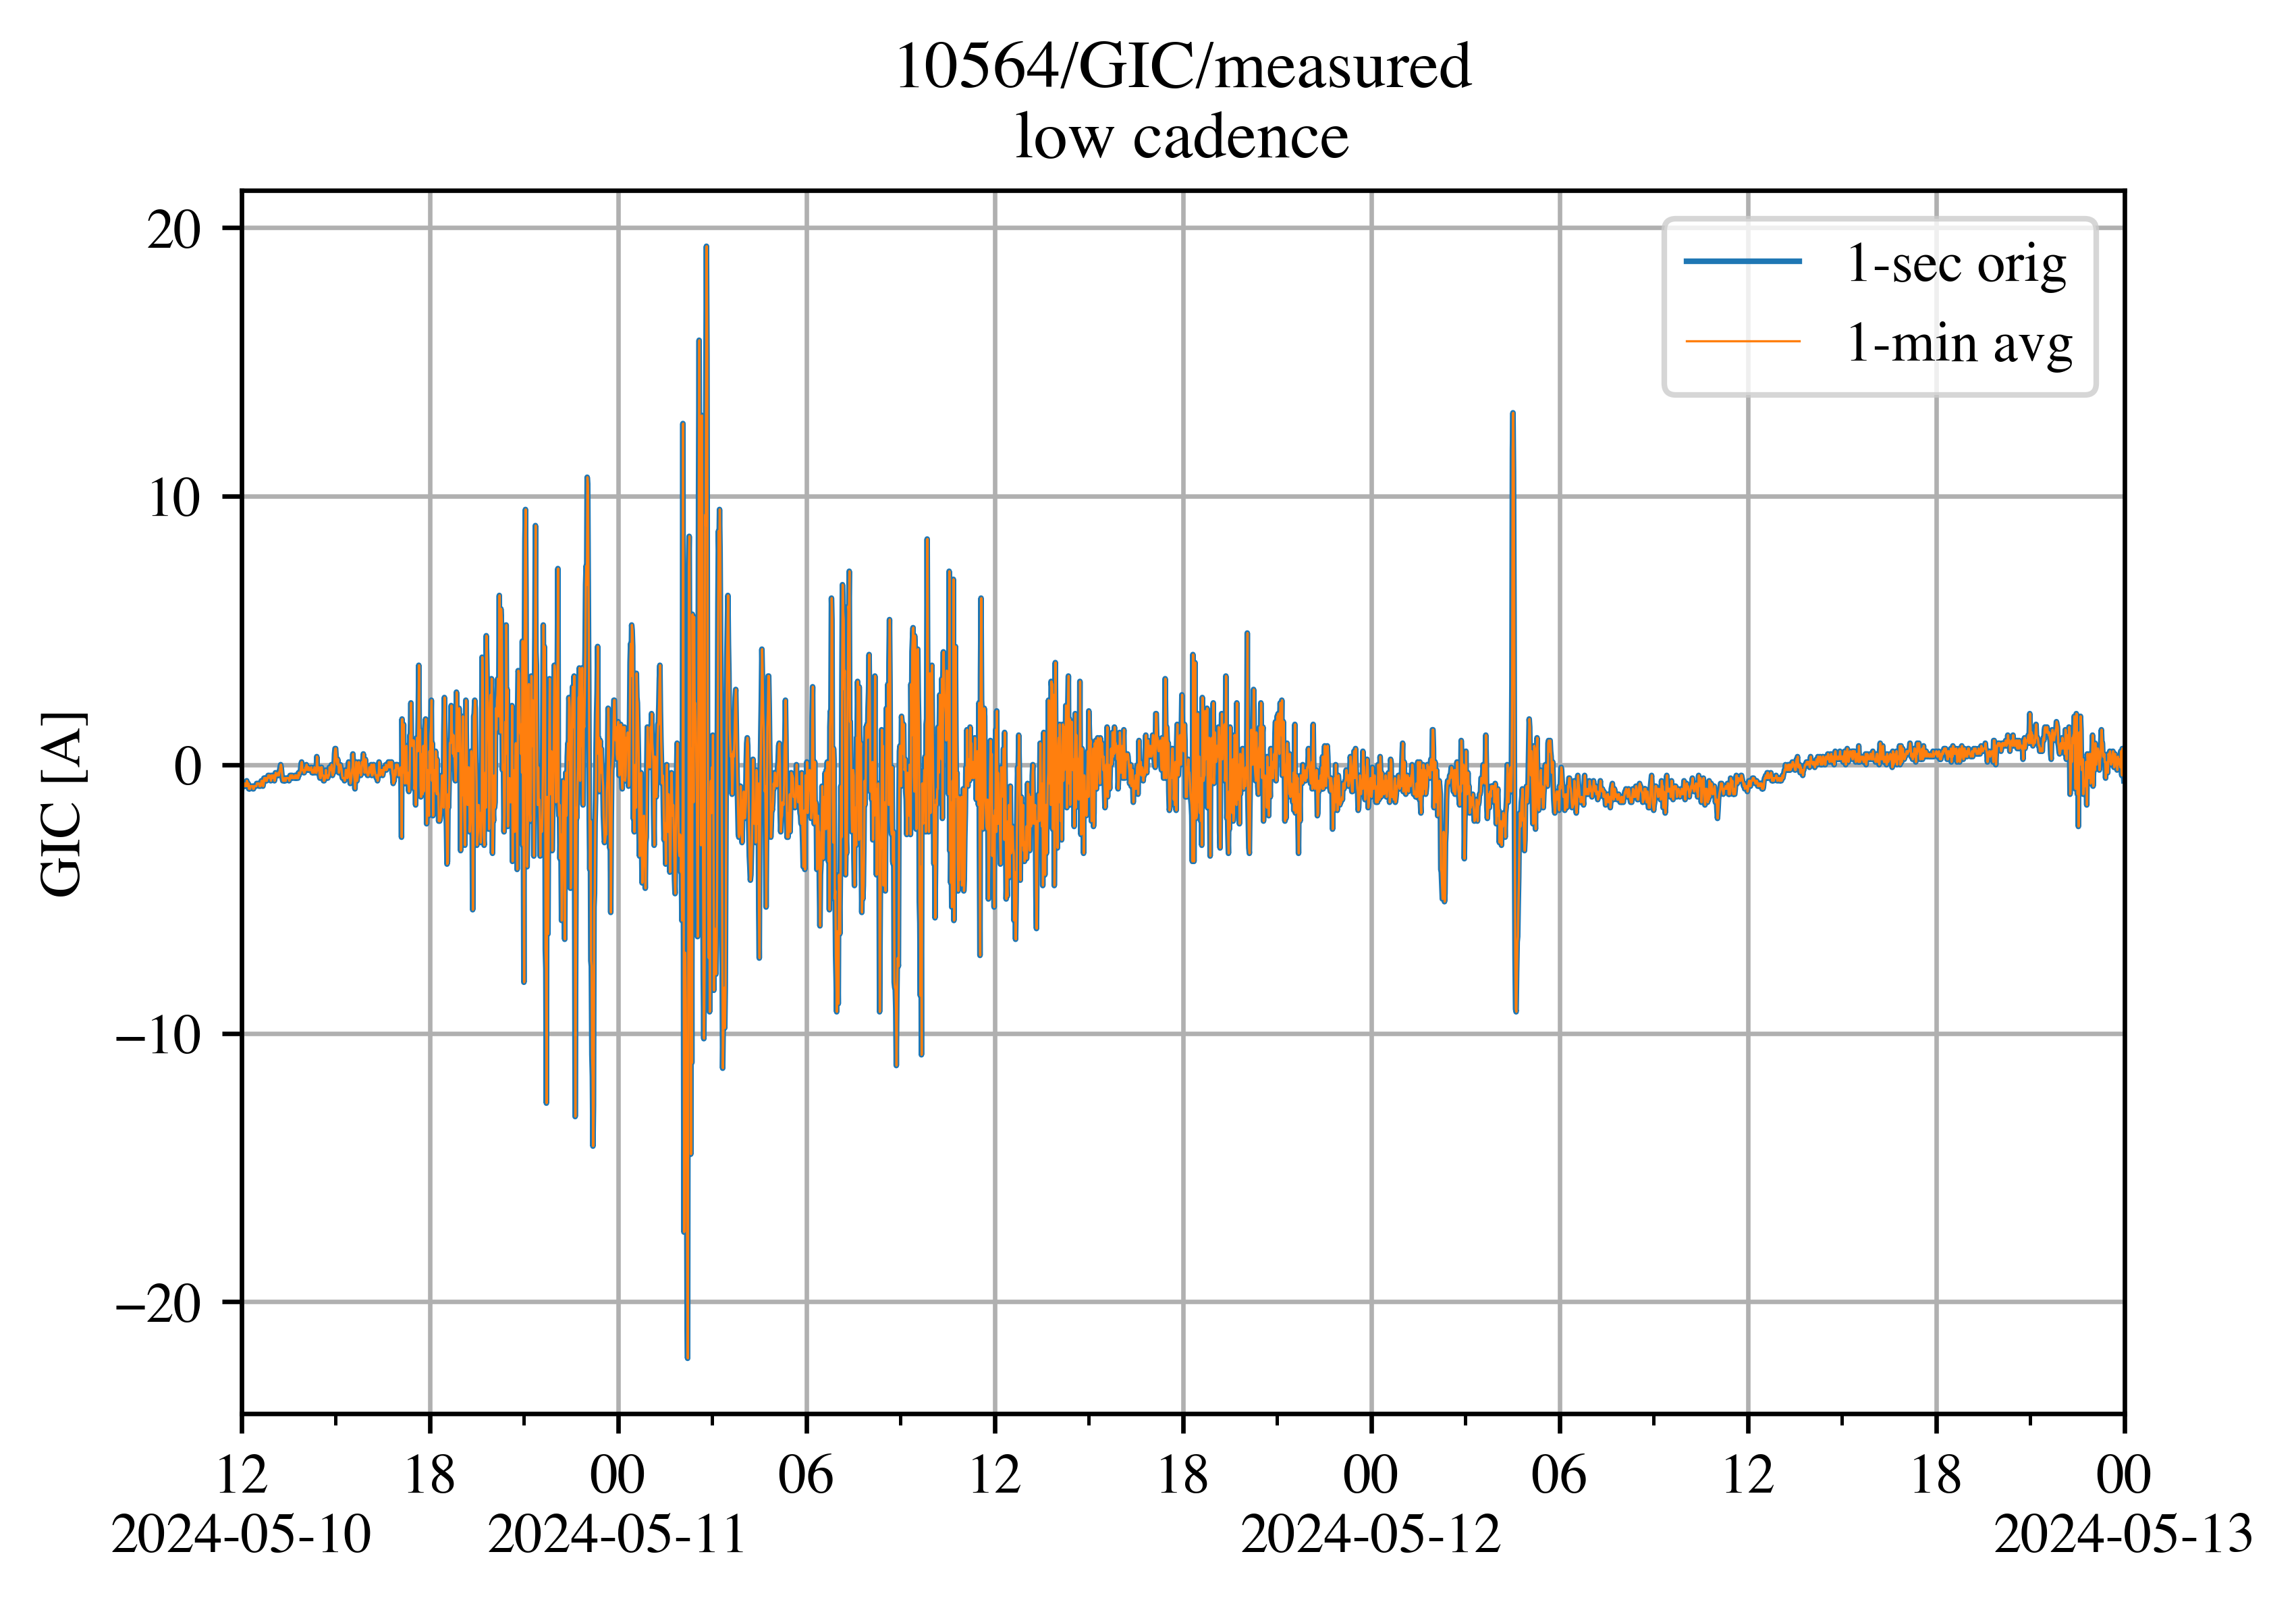 10564/GIC/measured
low cadence
20
10
0
−10
−20
GIC [A]
1-sec orig
1-min avg
12 18 00 06 12 18 00 06 12 18 00
2024-05-10 2024-05-11 2024-05-12 2024-05-13